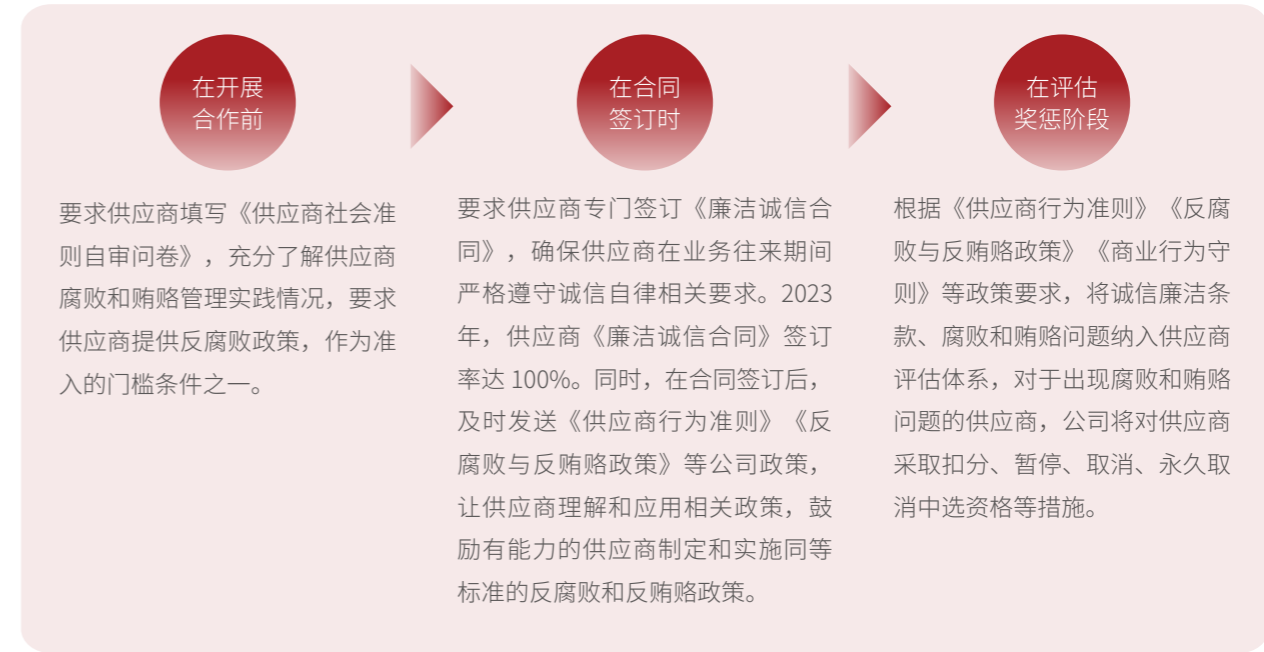 在开展
合作前
要求供应商填写《供应商社会准
则自审问卷》，充分了解供应商
腐败和贿赂管理实践情况，要求
供应商提供反腐败政策，作为准
入的门槛条件之一。
在合同
签订时
要求供应商专门签订《廉洁诚信合
同》，确保供应商在业务往来期间
严格遵守诚信自律相关要求。2023
年，供应商《廉洁诚信合同》签订
率达 100%。同时，在合同签订后，
及时发送《供应商行为准则》《反
腐败与反贿赂政策》等公司政策，
让供应商理解和应用相关政策，鼓
励有能力的供应商制定和实施同等
标准的反腐败和反贿赂政策。
在评估
奖惩阶段
根据《供应商行为准则》《反腐
败与反贿赂政策》《商业行为守
则》等政策要求，将诚信廉洁条
款、腐败和贿赂问题纳入供应商
评估体系，对于出现腐败和贿赂
问题的供应商，公司将对供应商
采取扣分、暂停、取消、永久取
消中选资格等措施。